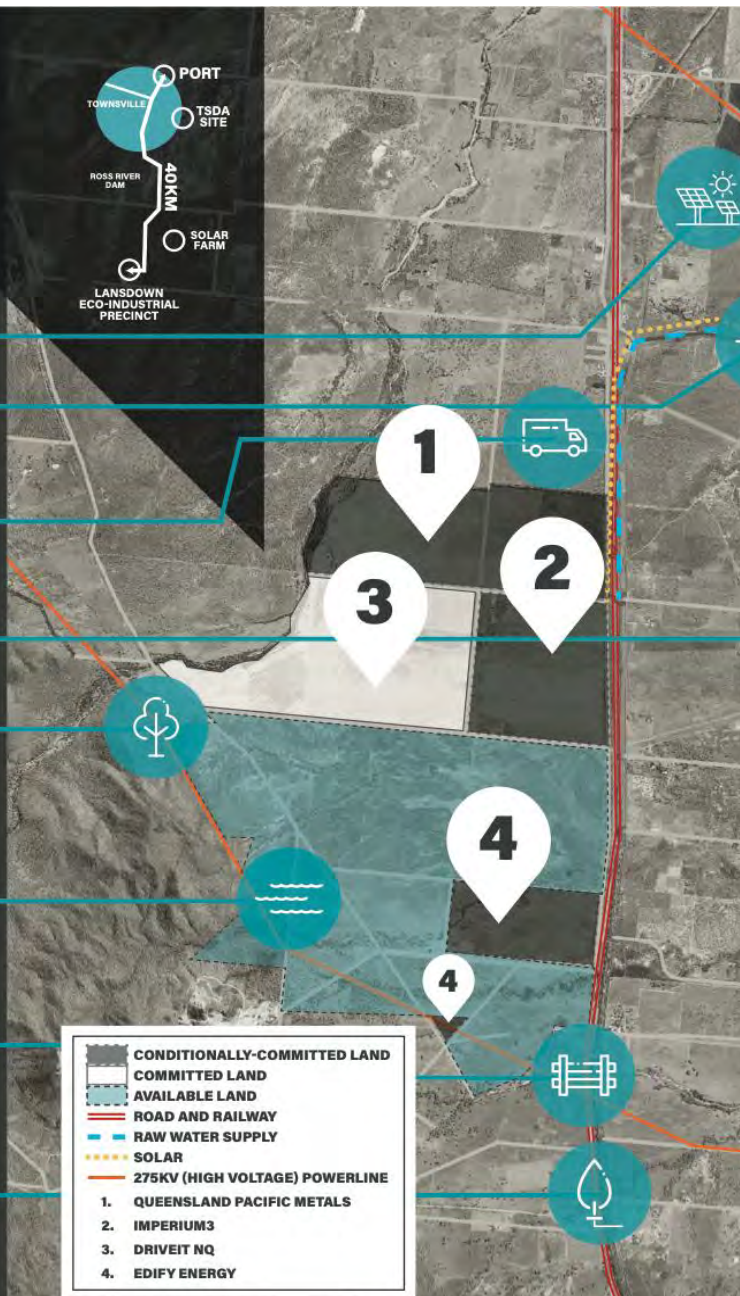 PORT
TOWNSVILLE
TSDA
SITE
ROSS RIVER
DAM
40KM
SOLAR
FARM
LANSDOWN
ECO-INDUSTRIAL
PRECINCT
1
2
3
4
4
CONDITIONALLY-COMMITTED LAND
COMMITTED LAND
AVAILABLE LAND
ROAD AND RAILWAY
RAW WATER SUPPLY
SOLAR
275KV (HIGH VOLTAGE) POWERLINE
1. QUEENSLAND PACIFIC METALS
2. IMPERIUM3
3. DRIVEIT NQ
4. EDIFY ENERGY